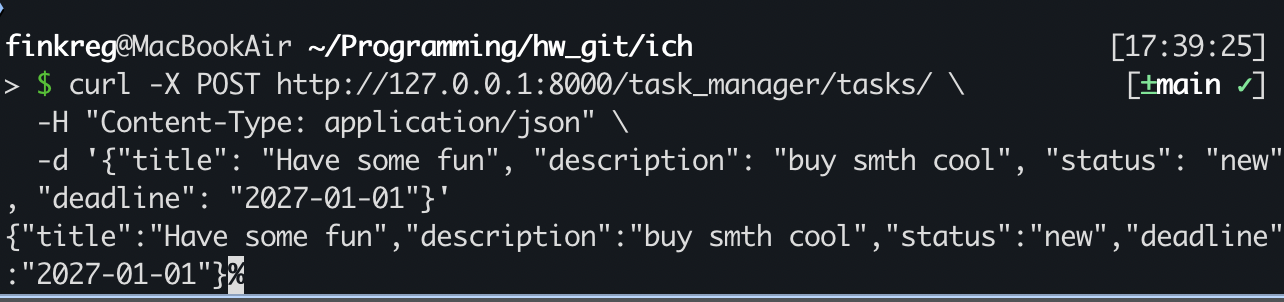 finkreg@MacBookAir ~/Programming/hw_git/ich [17:39:25]
> $ curl -X POST http://127.0.0.1:8000/task_manager/tasks/ \ [±main ✓]
  -H "Content-Type: application/json" \
  -d '{"title": "Have some fun", "description": "buy smth cool", "status": "new"
, "deadline": "2027-01-01"}'
{"title":"Have some fun","description":"buy smth cool","status":"new","deadline"
:"2027-01-01"}%